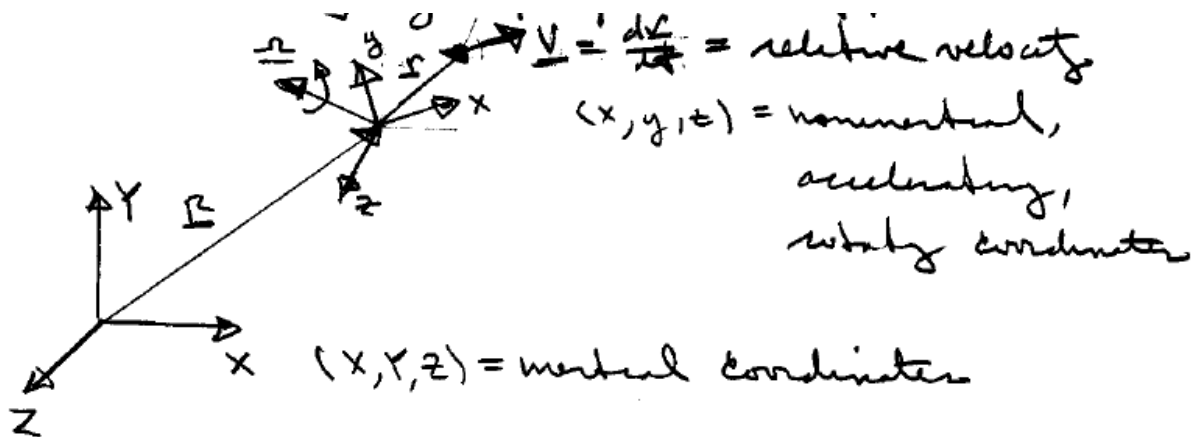 Ω y r V = dr/dt = relative velocity
x (x, y, z) = noninertial,
z accelerating,
Y R rotating coordinates
X (X, Y, Z) = inertial coordinates
Z